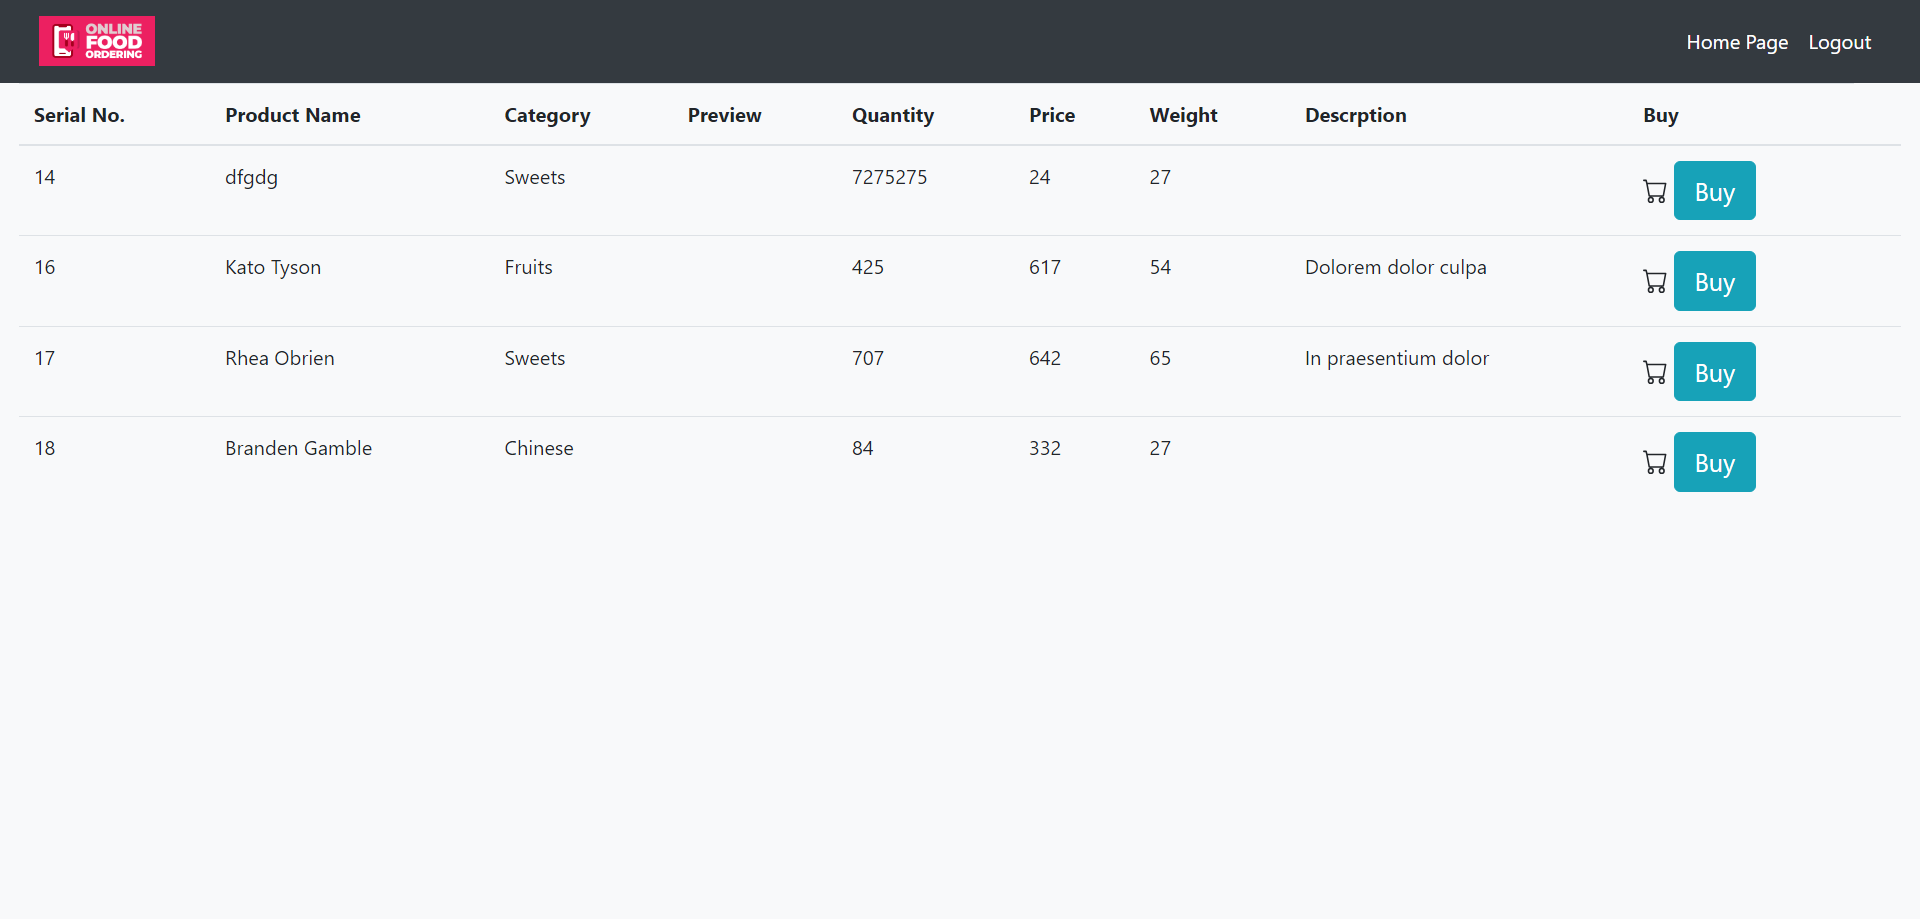 ONLINE
FOOD
ORDERING
Home Page Logout
Serial No. Product Name Category Preview Quantity Price Weight Descrption Buy
14 dfgdg Sweets 7275275 24 27 Buy
16 Kato Tyson Fruits 425 617 54 Dolorem dolor culpa Buy
17 Rhea Obrien Sweets 707 642 65 In praesentium dolor Buy
18 Branden Gamble Chinese 84 332 27 Buy